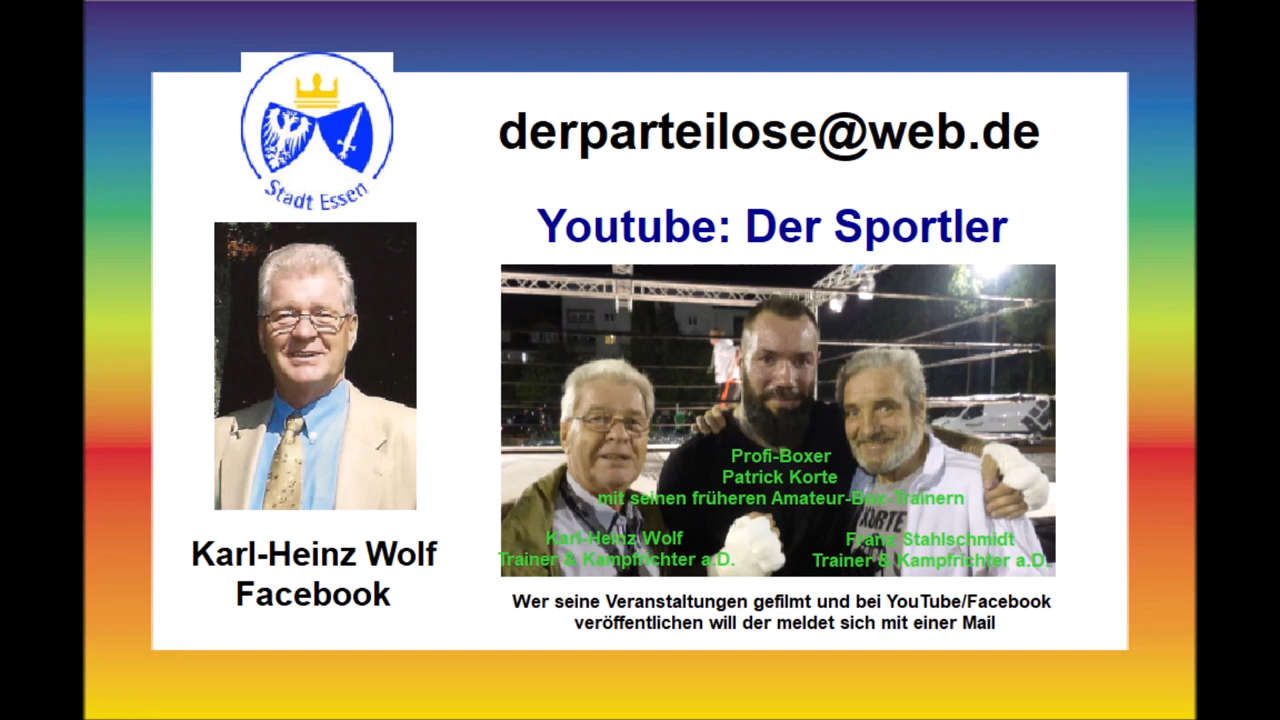 Stadt Essen
derparteilose@web.de
Youtube: Der Sportler
Profi-Boxer
Patrick Korte
mit seinen früheren Amateur-Box-Trainern
Karl-Heinz Wolf
Trainer & Kampfrichter a.D.
Franz Stahlschmidt
Trainer & Kampfrichter a.D.
KORTE
Karl-Heinz Wolf
Facebook
Wer seine Veranstaltungen gefilmt und bei YouTube/Facebook
veröffentlichen will der meldet sich mit einer Mail